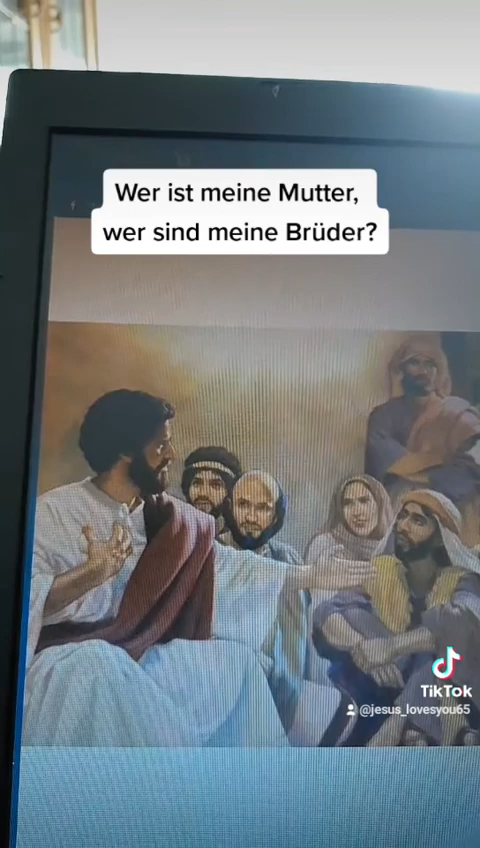 Wer ist meine Mutter,
wer sind meine Brüder?
TikTok
@jesus_lovesyou65